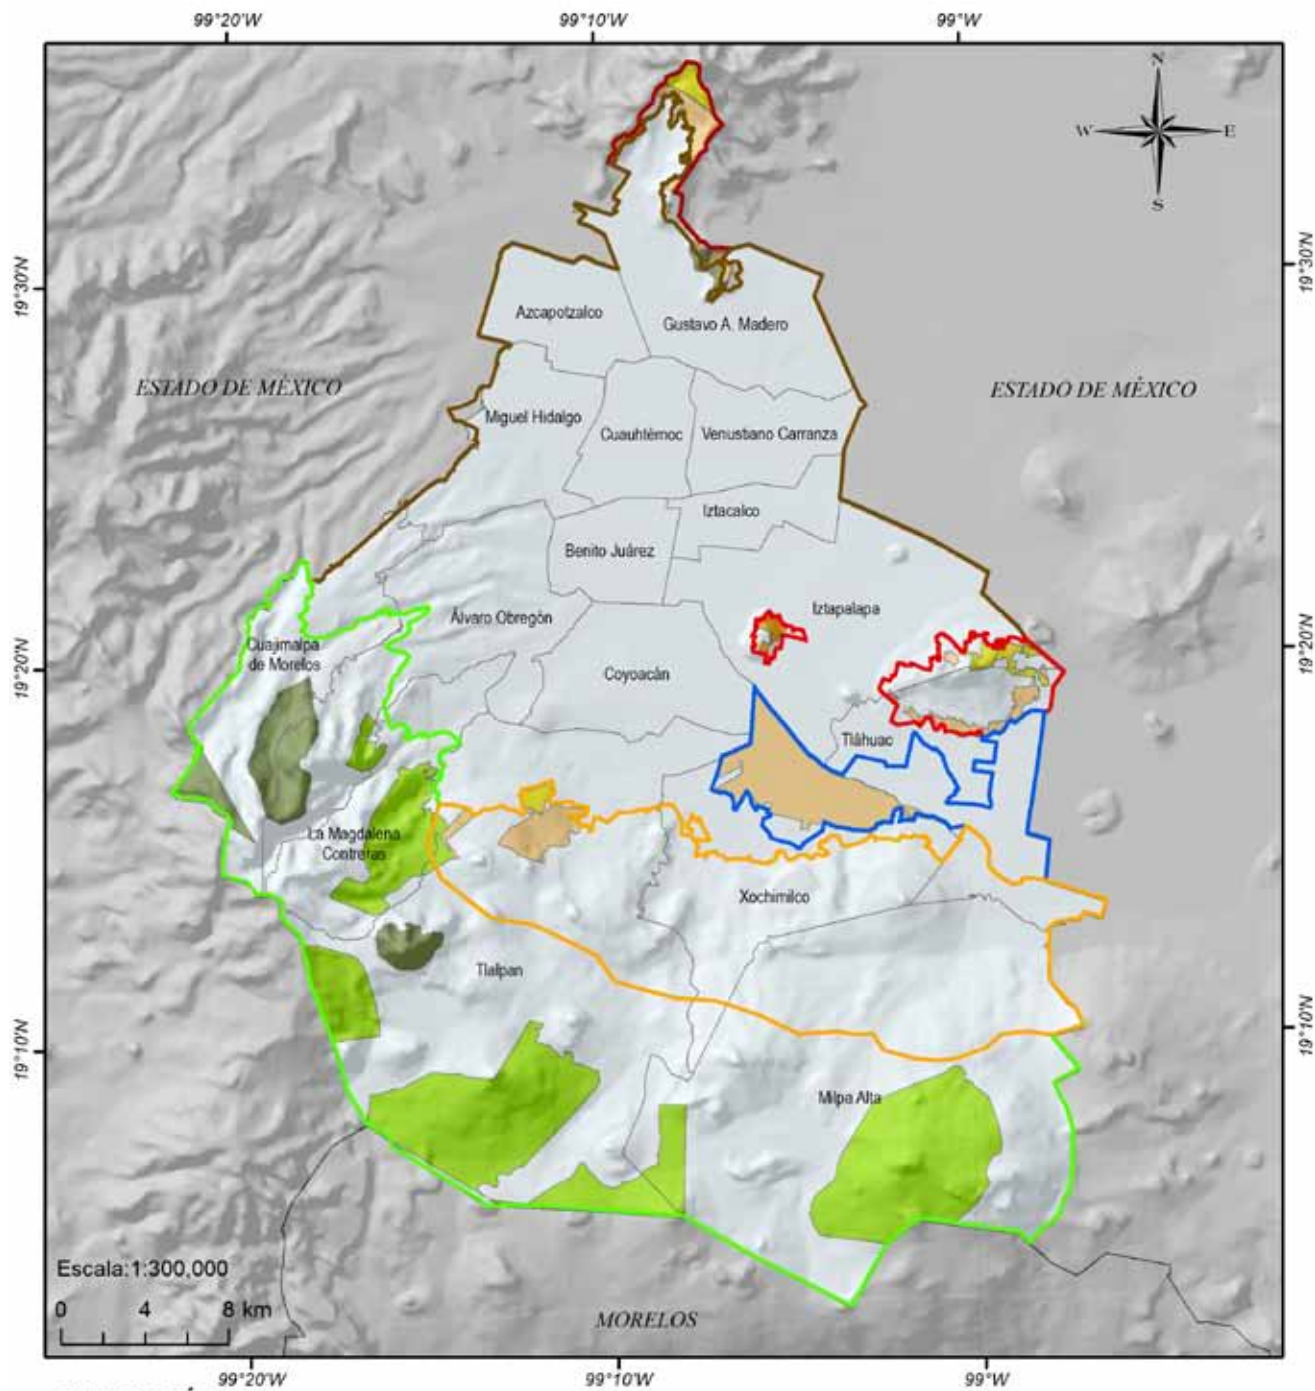 99°20'W 99°10'W 99°W
N
W E
S
19°30'N 19°30'N
Azcapotzalco
Gustavo A. Madero
ESTADO DE MÉXICO ESTADO DE MÉXICO
Miguel Hidalgo
Cuauhtémoc
Venustiano Carranza
Iztacalco
Benito Juárez
Iztapalapa
Álvaro Obregón
Cuajimalpa
de Morelos
19°20'N 19°20'N
Coyoacán
Tláhuac
La Magdalena
Contreras
Xochimilco
Tlalpan
19°10'N 19°10'N
Milpa Alta
Escala:1:300,000
0 4 8 km
MORELOS
99°20'W 99°10'W 99°W